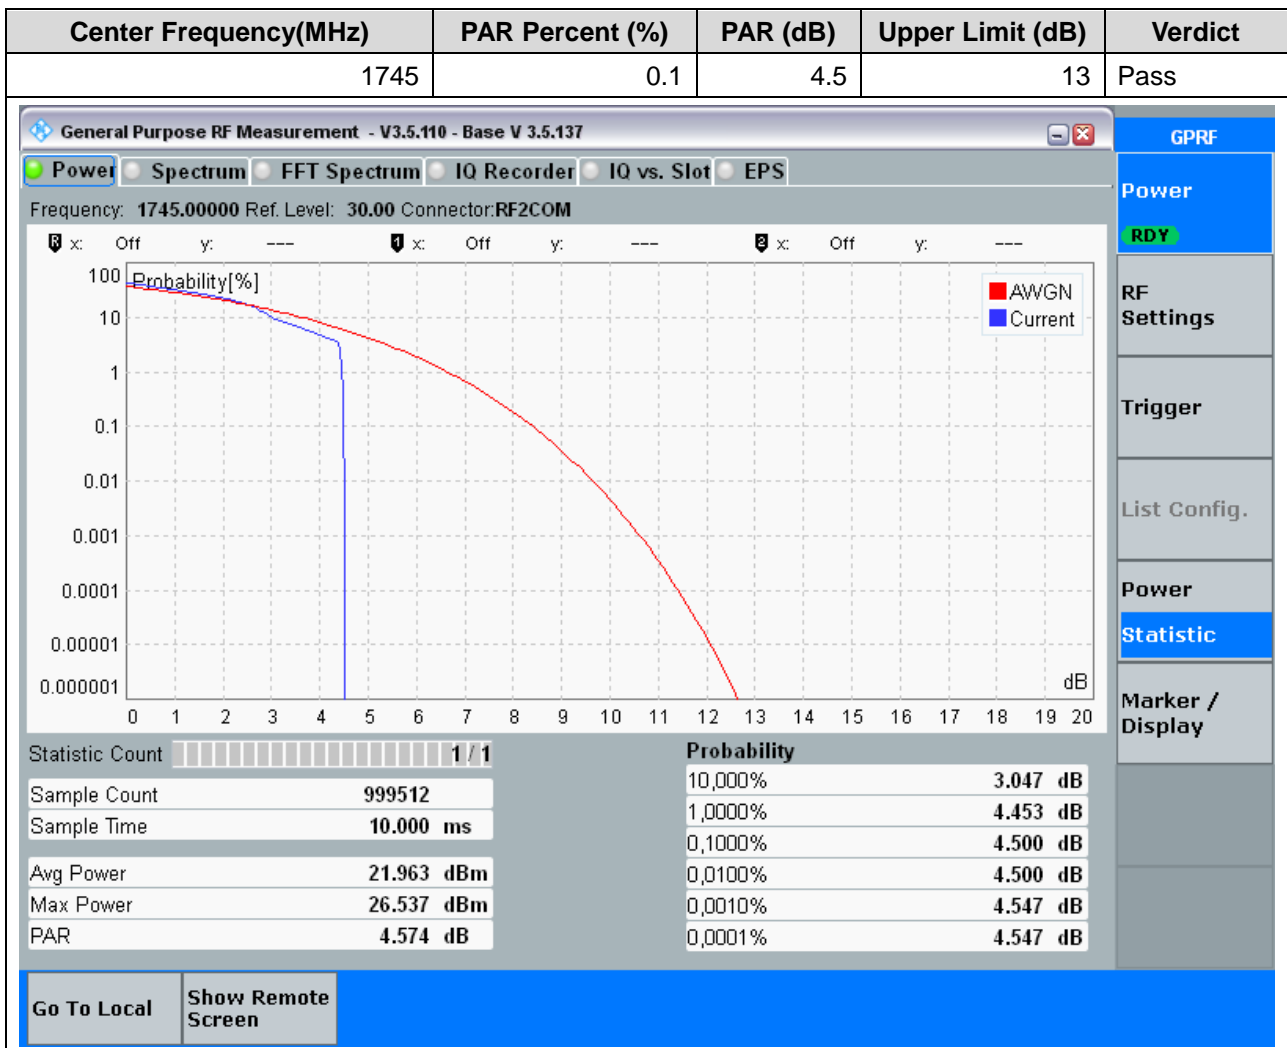 Center Frequency(MHz) PAR Percent (%) PAR (dB) Upper Limit (dB) Verdict
1745 0.1 4.5 13 Pass
General Purpose RF Measurement - V3.5.110 - Base V 3.5.137
GPRF
Power Spectrum FFT Spectrum IQ Recorder IQ vs. Slot EPS
Frequency: 1745.00000 Ref. Level: 30.00 Connector:RF2COM
R x: Off y: --- 1 x: Off y: --- 2 x: Off y: ---
Probability[%]
100
10
1
0.1
0.01
0.001
0.0001
0.00001
0.000001
AWGN
Current
dB
0 1 2 3 4 5 6 7 8 9 10 11 12 13 14 15 16 17 18 19 20
Statistic Count 1 / 1
Sample Count 999512
Sample Time 10.000 ms
Avg Power 21.963 dBm
Max Power 26.537 dBm
PAR 4.574 dB
Probability
10,000% 3.047 dB
1,0000% 4.453 dB
0,1000% 4.500 dB
0,0100% 4.500 dB
0,0010% 4.547 dB
0,0001% 4.547 dB
Power
RDY
RF
Settings
Trigger
List Config.
Power
Statistic
Marker /
Display
Go To Local
Show Remote
Screen